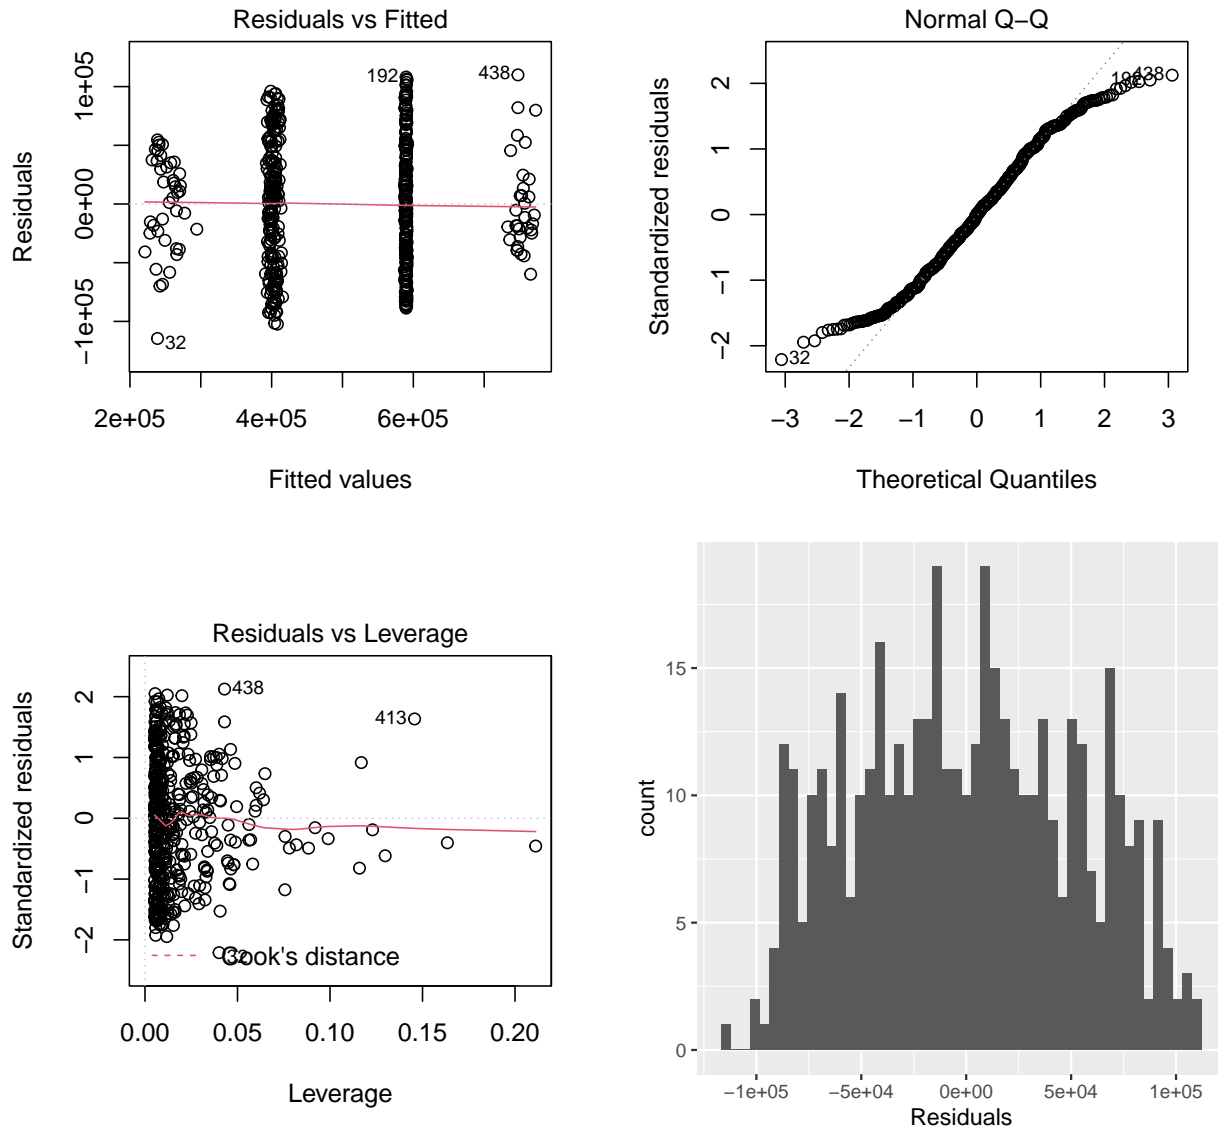 Residuals vs Fitted
Residuals
1e+05
0e+00
−1e+05
192
438
32
2e+05 4e+05 6e+05
Fitted values
Normal Q−Q
Standardized residuals
2
1
0
−1
−2
192
438
32
−3 −2 −1 0 1 2 3
Theoretical Quantiles
Residuals vs Leverage
Standardized residuals
2
1
0
−1
−2
438
413
32
Cook's distance
0.00 0.05 0.10 0.15 0.20
Leverage
count
15
10
5
0
−1e+05 −5e+04 0e+00 5e+04 1e+05
Residuals